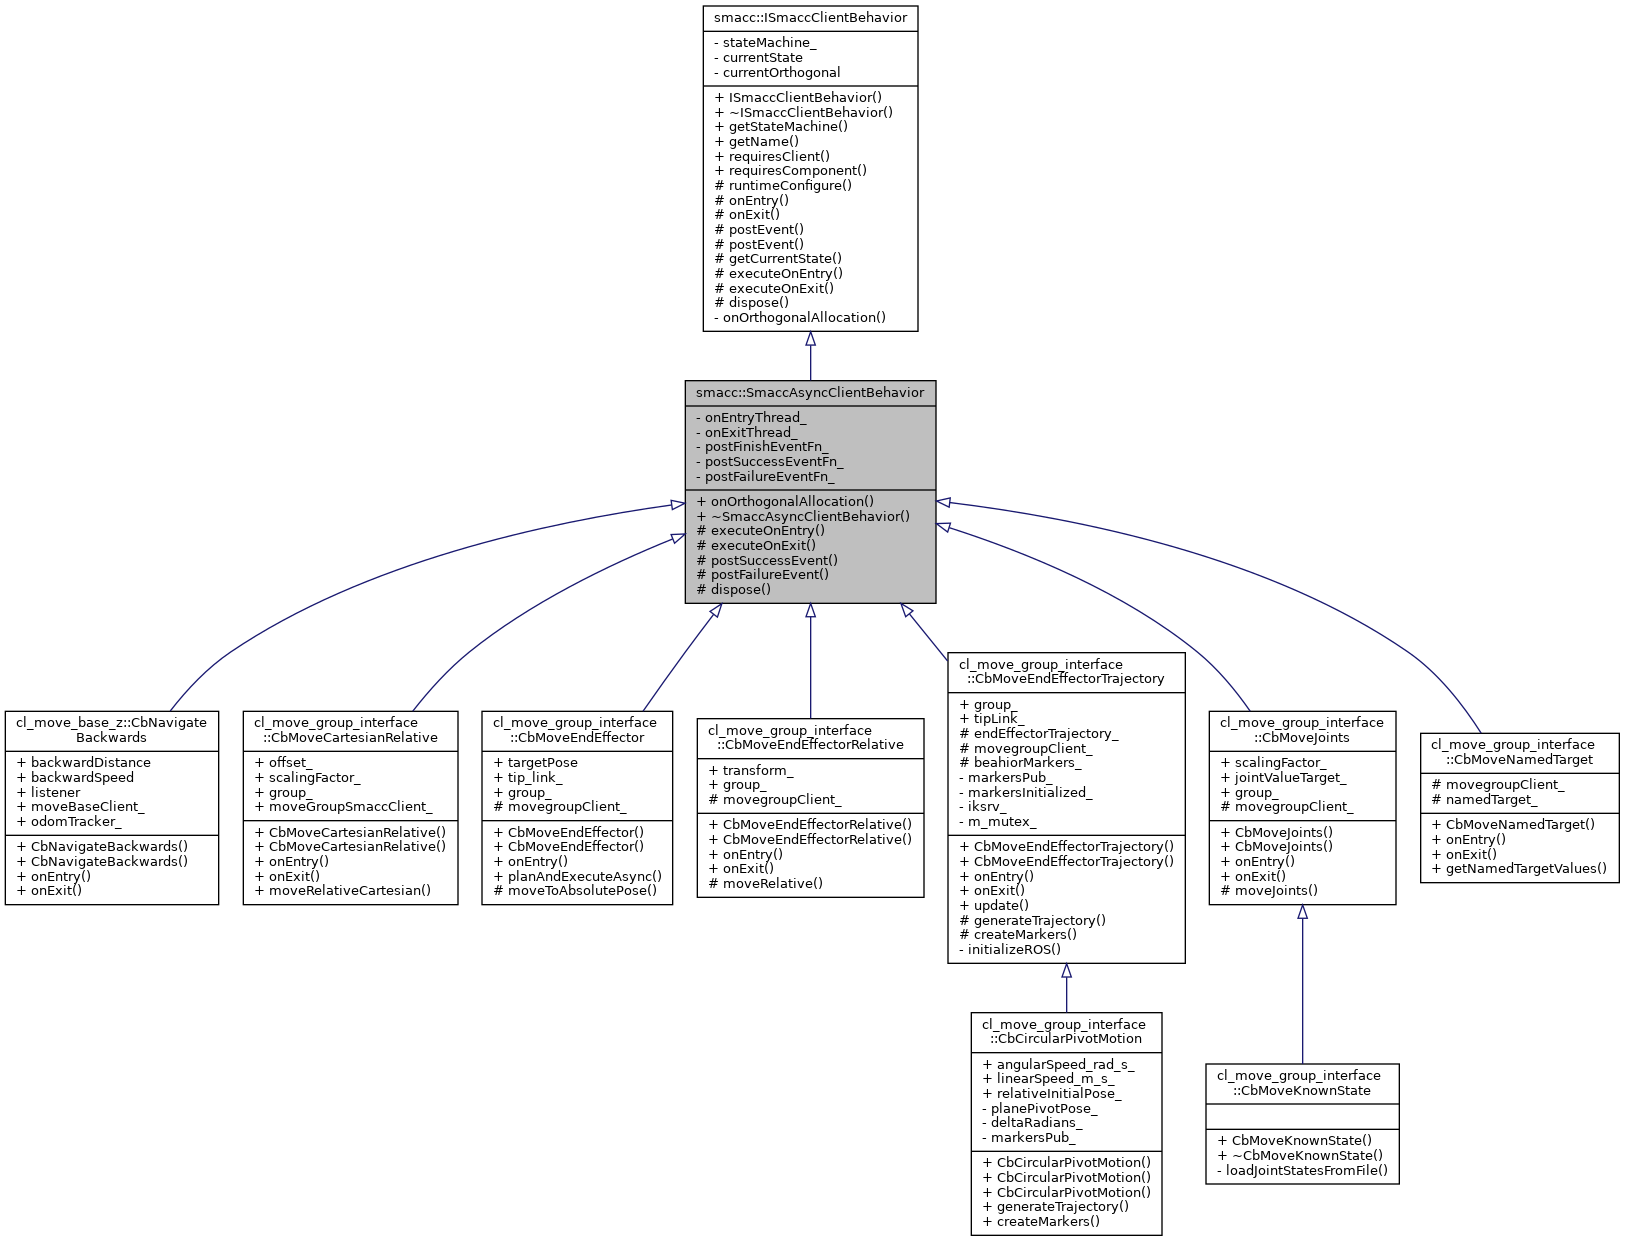 smacc::ISmaccClientBehavior
- stateMachine_
- currentState
- currentOrthogonal
+ ISmaccClientBehavior()
+ ~ISmaccClientBehavior()
+ getStateMachine()
+ getName()
+ requiresClient()
+ requiresComponent()
# runtimeConfigure()
# onEntry()
# onExit()
# postEvent()
# postEvent()
# getCurrentState()
# executeOnEntry()
# executeOnExit()
# dispose()
- onOrthogonalAllocation()
smacc::SmaccAsyncClientBehavior
- onEntryThread_
- onExitThread_
- postFinishEventFn_
- postSuccessEventFn_
- postFailureEventFn_
+ onOrthogonalAllocation()
+ ~SmaccAsyncClientBehavior()
# executeOnEntry()
# executeOnExit()
# postSuccessEvent()
# postFailureEvent()
# dispose()
cl_move_base_z::CbNavigate
Backwards
+ backwardDistance
+ backwardSpeed
+ listener
+ moveBaseClient_
+ odomTracker_
+ CbNavigateBackwards()
+ CbNavigateBackwards()
+ onEntry()
+ onExit()
cl_move_group_interface
::CbMoveCartesianRelative
+ offset_
+ scalingFactor_
+ group_
+ moveGroupSmaccClient_
+ CbMoveCartesianRelative()
+ CbMoveCartesianRelative()
+ onEntry()
+ onExit()
+ moveRelativeCartesian()
cl_move_group_interface
::CbMoveEndEffector
+ targetPose
+ tip_link_
+ group_
# movegroupClient_
+ CbMoveEndEffector()
+ CbMoveEndEffector()
+ onEntry()
+ planAndExecuteAsync()
# moveToAbsolutePose()
cl_move_group_interface
::CbMoveEndEffectorRelative
+ transform_
+ group_
# movegroupClient_
+ CbMoveEndEffectorRelative()
+ CbMoveEndEffectorRelative()
+ onEntry()
+ onExit()
# moveRelative()
cl_move_group_interface
::CbMoveEndEffectorTrajectory
+ group_
+ tipLink_
# endEffectorTrajectory_
# movegroupClient_
# beahiorMarkers_
- markersPub_
- markersInitialized_
- iksrv_
- m_mutex_
+ CbMoveEndEffectorTrajectory()
+ CbMoveEndEffectorTrajectory()
+ onEntry()
+ onExit()
+ update()
# generateTrajectory()
# createMarkers()
- initializeROS()
cl_move_group_interface
::CbMoveJoints
+ scalingFactor_
+ jointValueTarget_
+ group_
# movegroupClient_
+ CbMoveJoints()
+ CbMoveJoints()
+ onEntry()
+ onExit()
# moveJoints()
cl_move_group_interface
::CbMoveNamedTarget
# movegroupClient_
# namedTarget_
+ CbMoveNamedTarget()
+ onEntry()
+ onExit()
+ getNamedTargetValues()
cl_move_group_interface
::CbCircularPivotMotion
+ angularSpeed_rad_s_
+ linearSpeed_m_s_
+ relativeInitialPose_
- planePivotPose_
- deltaRadians_
- markersPub_
+ CbCircularPivotMotion()
+ CbCircularPivotMotion()
+ CbCircularPivotMotion()
+ generateTrajectory()
+ createMarkers()
cl_move_group_interface
::CbMoveKnownState
+ CbMoveKnownState()
+ ~CbMoveKnownState()
- loadJointStatesFromFile()